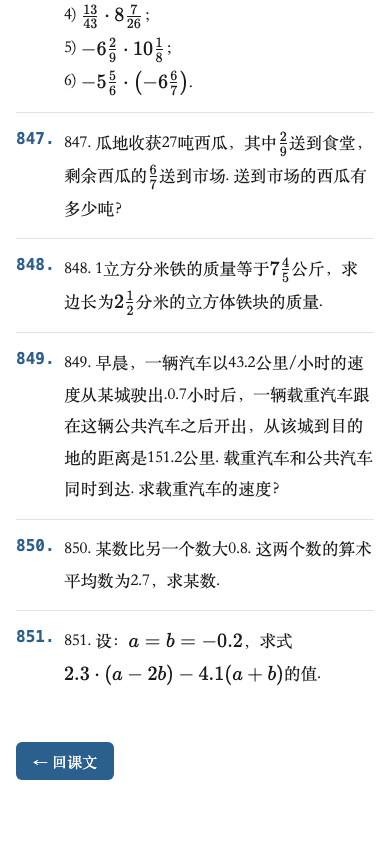 4) 13/43 · 8 7/26 ;
5) −6 2/9 · 10 1/8 ;
6) −5 5/6 · (−6 6/7).
847. 847. 瓜地收获27吨西瓜，其中 2/9 送到食堂，
剩余西瓜的 6/7 送到市场. 送到市场的西瓜有
多少吨?
848. 848. 1立方分米铁的质量等于7 4/5 公斤，求
边长为2 1/2 分米的立方体铁块的质量.
849. 849. 早晨，一辆汽车以43.2公里/小时的速
度从某城驶出.0.7小时后，一辆载重汽车跟
在这辆公共汽车之后开出，从该城到目的
地的距离是151.2公里. 载重汽车和公共汽车
同时到达. 求载重汽车的速度?
850. 850. 某数比另一个数大0.8. 这两个数的算术
平均数为2.7，求某数.
851. 851. 设：a = b = −0.2，求式
2.3 · (a − 2b) − 4.1(a + b)的值.
← 回课文